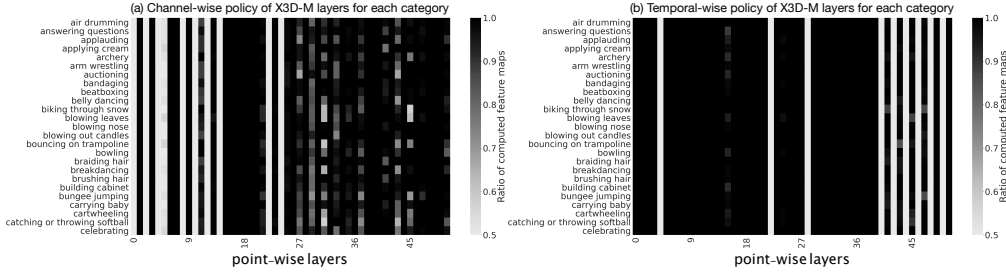 (a) Channel-wise policy of X3D-M layers for each category
air drumming
answering questions
applauding
applying cream
archery
arm wrestling
auctioning
bandaging
beatboxing
belly dancing
biking through snow
blowing leaves
blowing nose
blowing out candles
bouncing on trampoline
bowling
braiding hair
breakdancing
brushing hair
building cabinet
bungee jumping
carrying baby
cartwheeling
catching or throwing softball
celebrating
0 9 18 27 36 45
point-wise layers
1.0
0.9
0.8
0.7
0.6
0.5
Ratio of computed feature maps
(b) Temporal-wise policy of X3D-M layers for each category
air drumming
answering questions
applauding
applying cream
archery
arm wrestling
auctioning
bandaging
beatboxing
belly dancing
biking through snow
blowing leaves
blowing nose
blowing out candles
bouncing on trampoline
bowling
braiding hair
breakdancing
brushing hair
building cabinet
bungee jumping
carrying baby
cartwheeling
catching or throwing softball
celebrating
0 9 18 27 36 45
point-wise layers
1.0
0.9
0.8
0.7
0.6
0.5
Ratio of computed feature maps